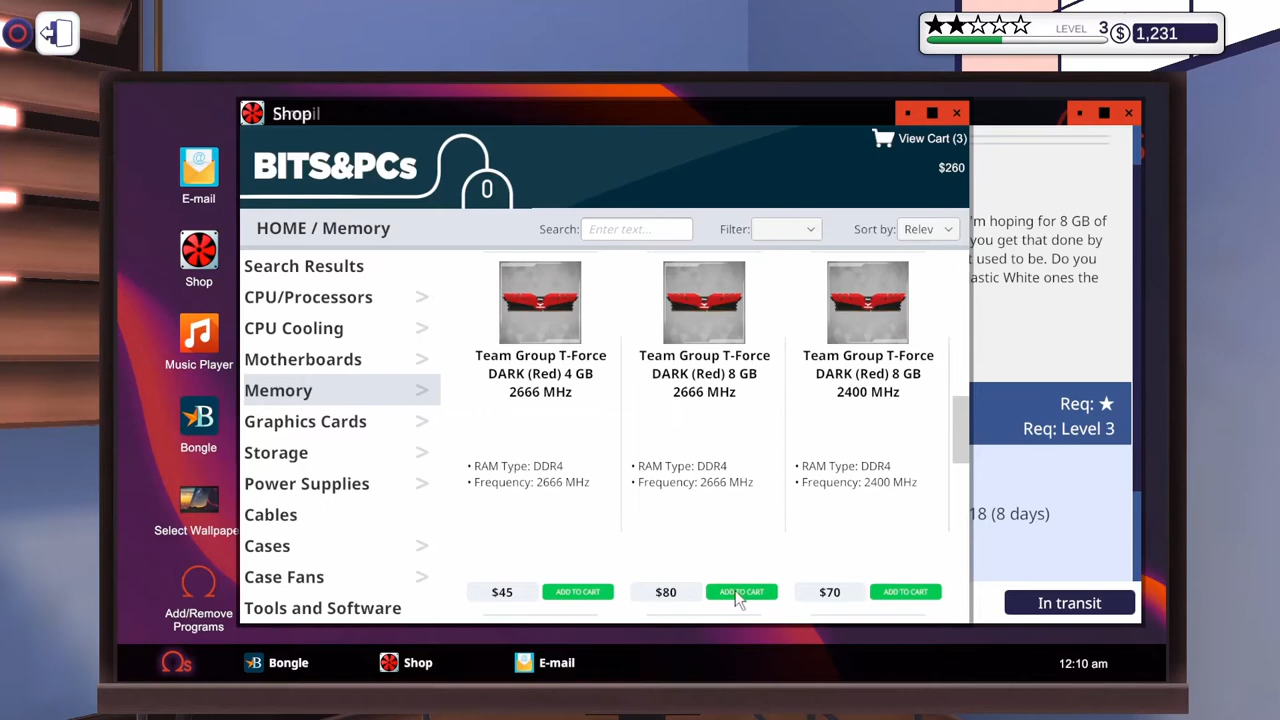 LEVEL 3 $ 1,231
Shop
View Cart (3)
$260
BITS&PCs
HOME / Memory
Search: Enter text...
Filter:
Sort by: Relev
E-mail
Shop
Music Player
Bongle
Select Wallpape
Add/Remove
Programs
Search Results
CPU/Processors >
CPU Cooling >
Motherboards >
Memory >
Graphics Cards >
Storage >
Power Supplies >
Cables
Cases >
Case Fans >
Tools and Software
Team Group T-Force
DARK (Red) 4 GB
2666 MHz
• RAM Type: DDR4
• Frequency: 2666 MHz
$45 ADD TO CART
Team Group T-Force
DARK (Red) 8 GB
2666 MHz
• RAM Type: DDR4
• Frequency: 2666 MHz
$80 ADD TO CART
Team Group T-Force
DARK (Red) 8 GB
2400 MHz
• RAM Type: DDR4
• Frequency: 2400 MHz
$70 ADD TO CART
'm hoping for 8 GB of
you get that done by
t used to be. Do you
astic White ones the
Req: ★
Req: Level 3
18 (8 days)
In transit
Bongle
Shop
E-mail
12:10 am